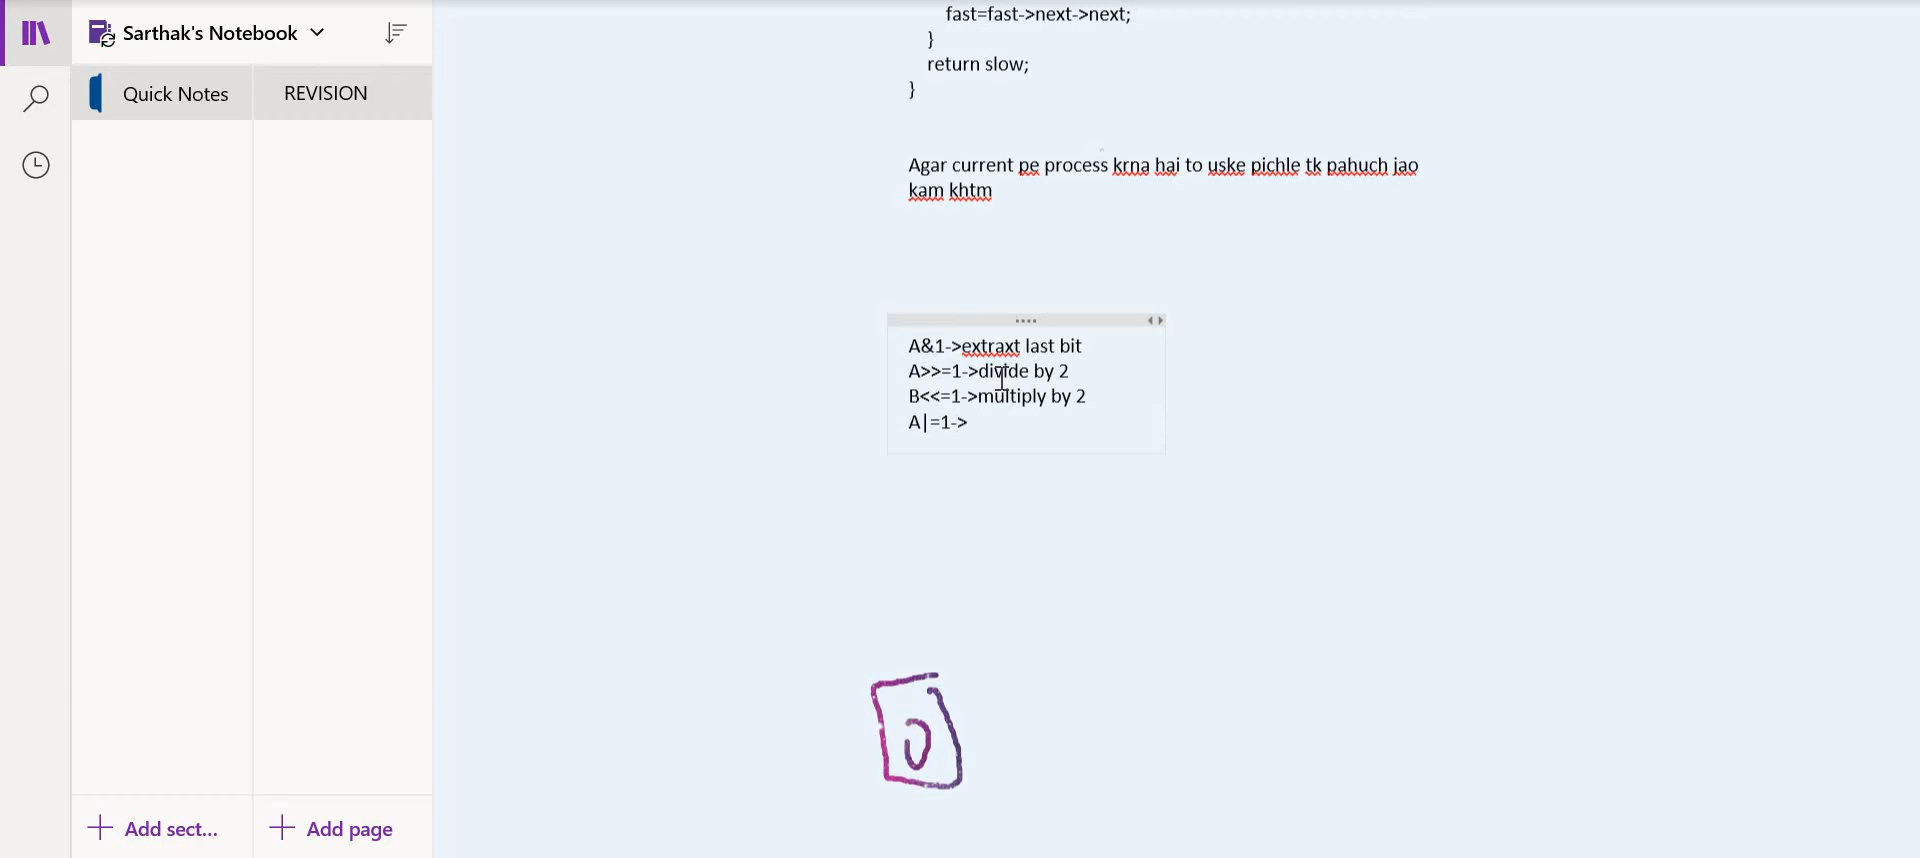 Sarthak's Notebook
Quick Notes
REVISION
fast=fast->next->next;
}
return slow;
}
Agar current pe process krna hai to uske pichle tk pahuch jao
kam khtm
A&1->extraxt last bit
A>>=1->divide by 2
B<<=1->multiply by 2
A|=1->
0
Add sect...
Add page